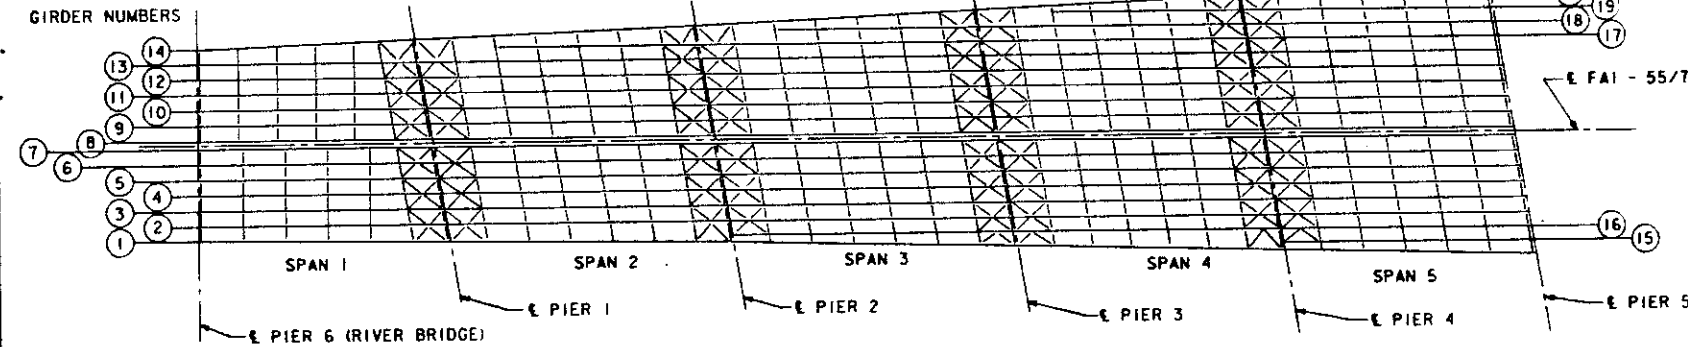 GIRDER NUMBERS
14
13
12
11
10
9
8
7
6
5
4
3
2
1
19
18
17
16
15
℄ FAI - 55/7
SPAN 1
SPAN 2
SPAN 3
SPAN 4
SPAN 5
℄ PIER 6 (RIVER BRIDGE)
℄ PIER 1
℄ PIER 2
℄ PIER 3
℄ PIER 4
℄ PIER 5